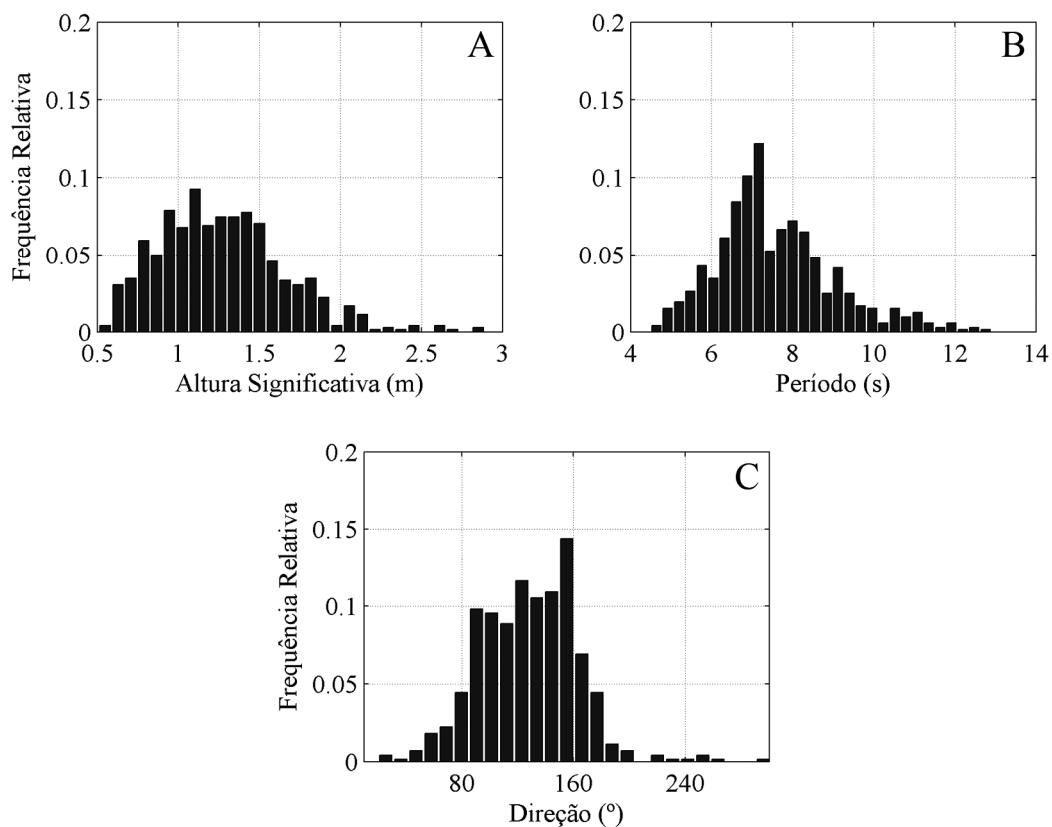 A
Frequência Relativa
0.2
0.15
0.1
0.05
0
0.5 1 1.5 2 2.5 3
Altura Significativa (m)
B
0.2
0.15
0.1
0.05
0
4 6 8 10 12 14
Período (s)
C
Frequência Relativa
0.2
0.15
0.1
0.05
0
80 160 240
Direção (º)